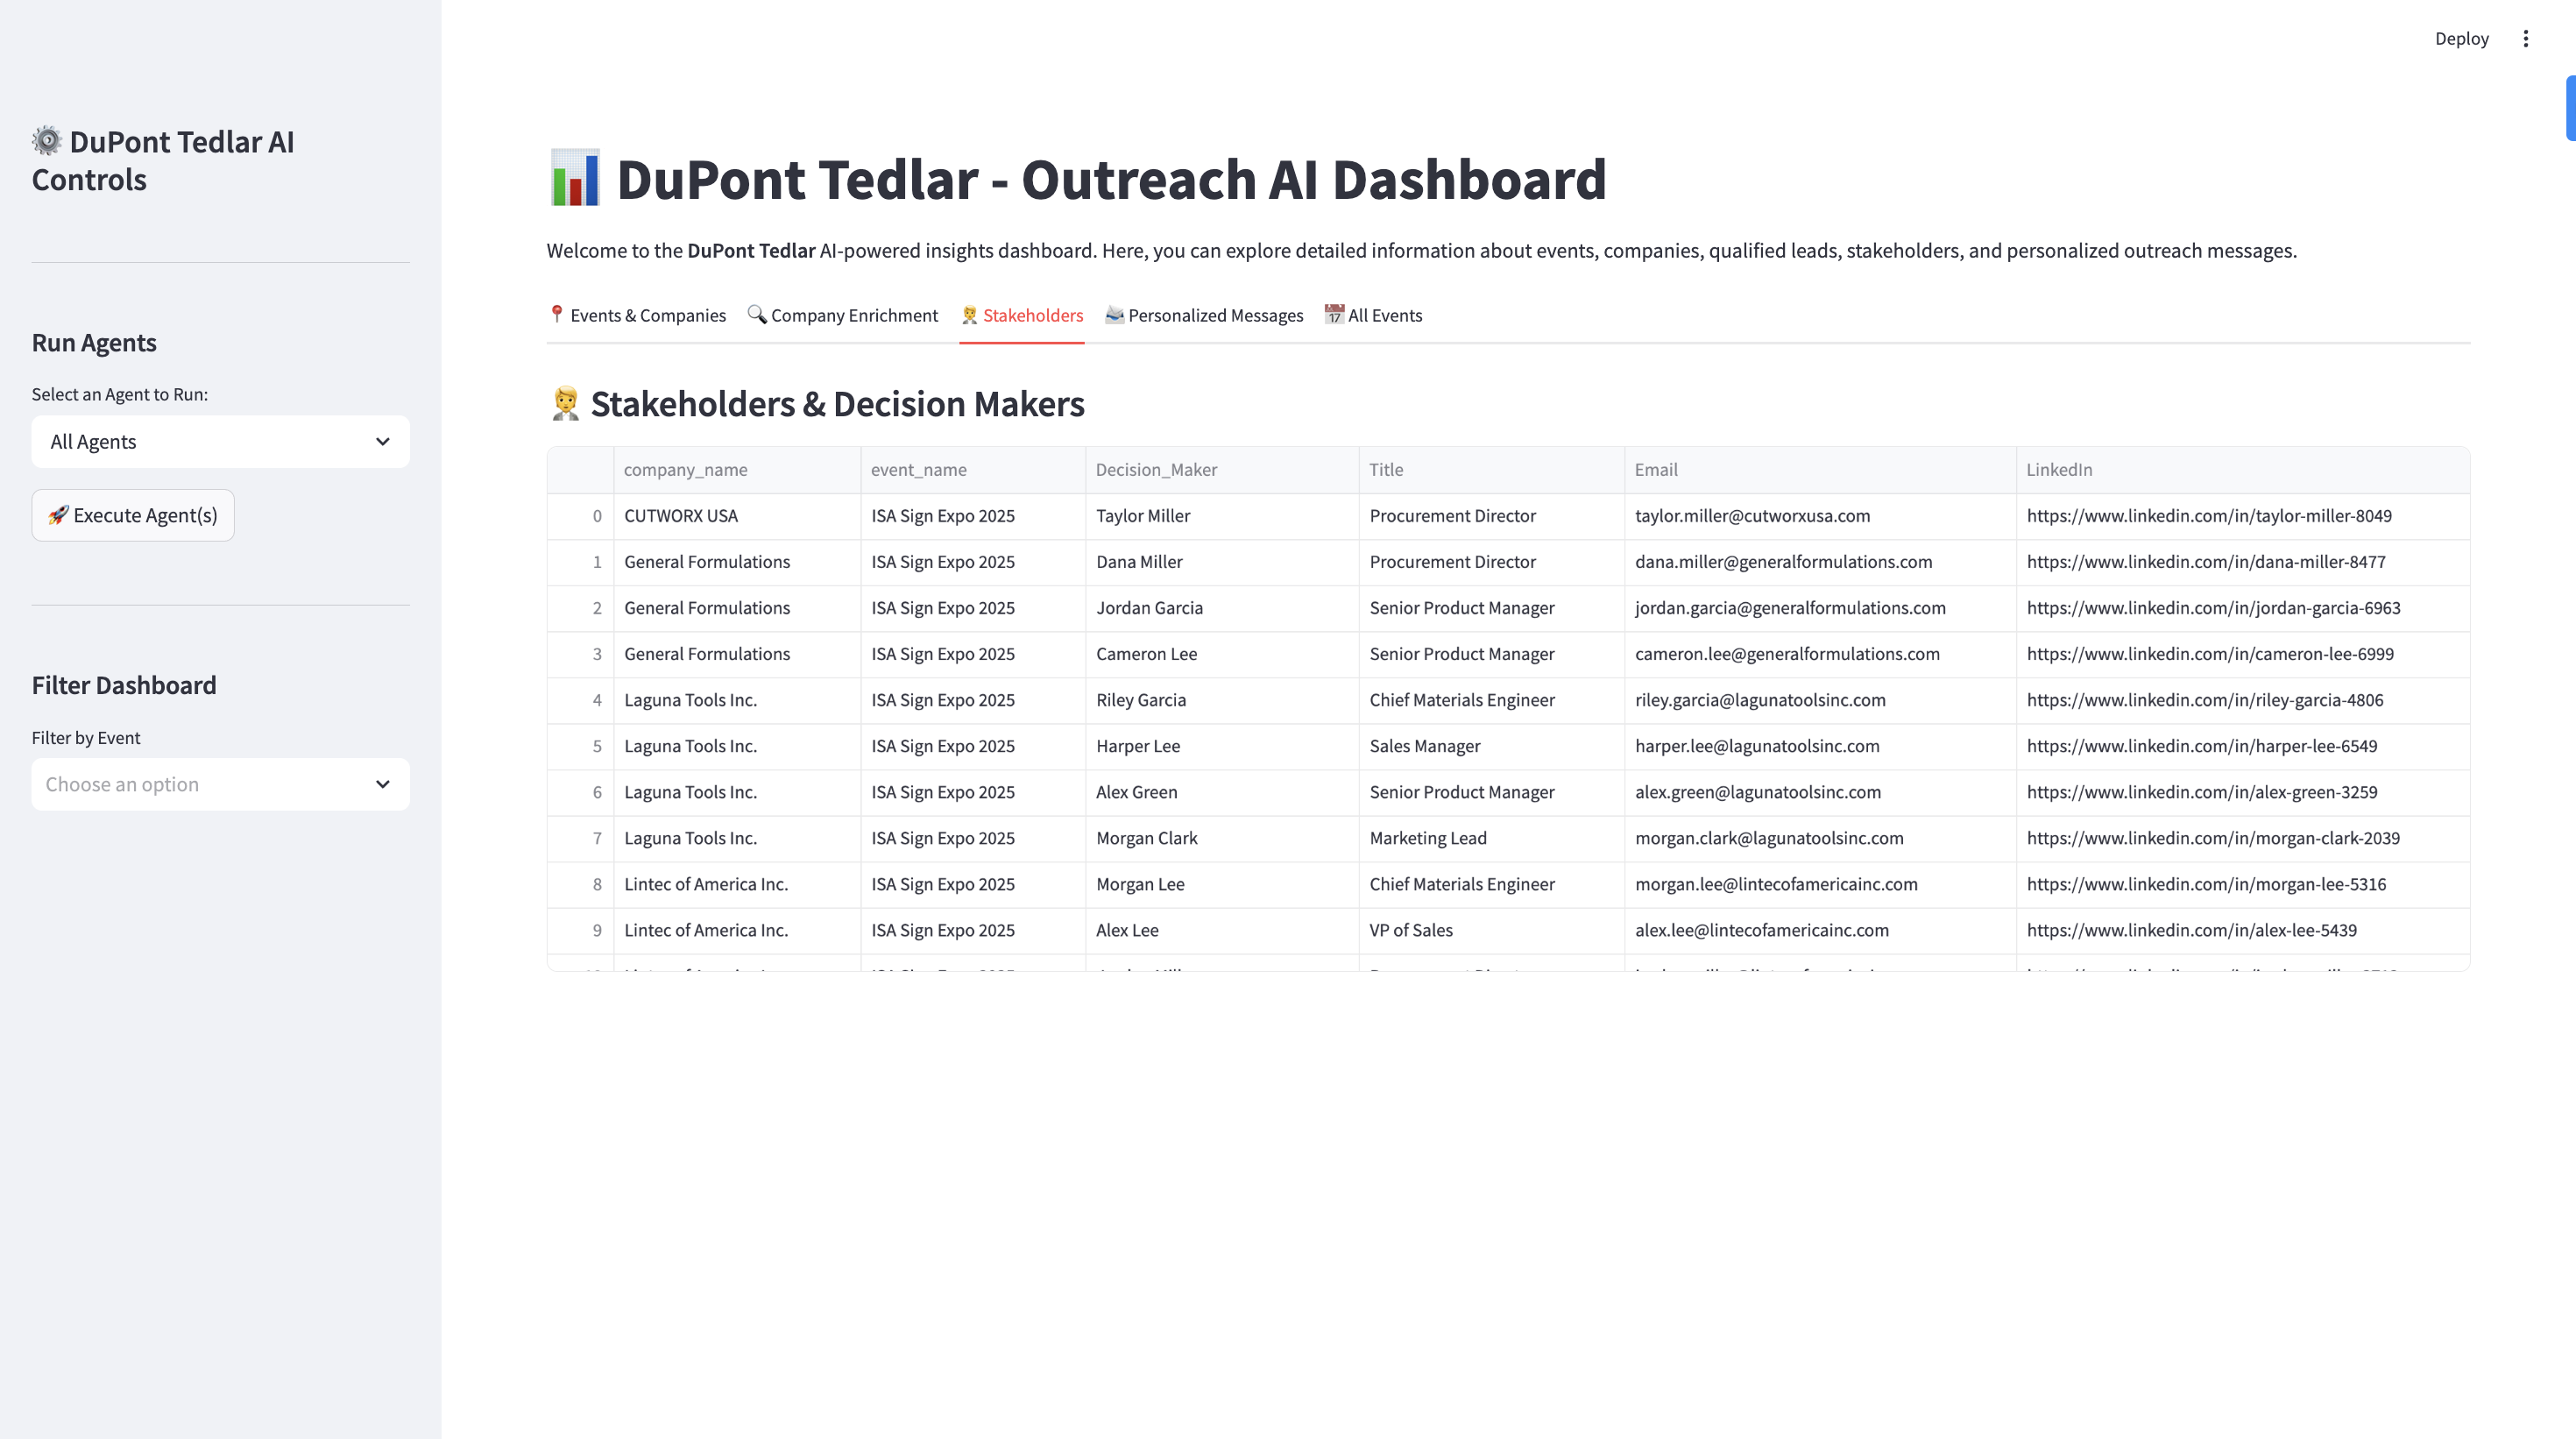 Deploy
DuPont Tedlar AI
Controls
Run Agents
Select an Agent to Run:
All Agents
Execute Agent(s)
Filter Dashboard
Filter by Event
Choose an option
DuPont Tedlar - Outreach AI Dashboard
Welcome to the DuPont Tedlar AI-powered insights dashboard. Here, you can explore detailed information about events, companies, qualified leads, stakeholders, and personalized outreach messages.
Events & Companies Company Enrichment Stakeholders Personalized Messages 17 All Events
Stakeholders & Decision Makers
company_name event_name Decision_Maker Title Email LinkedIn
0 CUTWORX USA ISA Sign Expo 2025 Taylor Miller Procurement Director taylor.miller@cutworxusa.com https://www.linkedin.com/in/taylor-miller-8049
1 General Formulations ISA Sign Expo 2025 Dana Miller Procurement Director dana.miller@generalformulations.com https://www.linkedin.com/in/dana-miller-8477
2 General Formulations ISA Sign Expo 2025 Jordan Garcia Senior Product Manager jordan.garcia@generalformulations.com https://www.linkedin.com/in/jordan-garcia-6963
3 General Formulations ISA Sign Expo 2025 Cameron Lee Senior Product Manager cameron.lee@generalformulations.com https://www.linkedin.com/in/cameron-lee-6999
4 Laguna Tools Inc. ISA Sign Expo 2025 Riley Garcia Chief Materials Engineer riley.garcia@lagunatoolsinc.com https://www.linkedin.com/in/riley-garcia-4806
5 Laguna Tools Inc. ISA Sign Expo 2025 Harper Lee Sales Manager harper.lee@lagunatoolsinc.com https://www.linkedin.com/in/harper-lee-6549
6 Laguna Tools Inc. ISA Sign Expo 2025 Alex Green Senior Product Manager alex.green@lagunatoolsinc.com https://www.linkedin.com/in/alex-green-3259
7 Laguna Tools Inc. ISA Sign Expo 2025 Morgan Clark Marketing Lead morgan.clark@lagunatoolsinc.com https://www.linkedin.com/in/morgan-clark-2039
8 Lintec of America Inc. ISA Sign Expo 2025 Morgan Lee Chief Materials Engineer morgan.lee@lintecofamericainc.com https://www.linkedin.com/in/morgan-lee-5316
9 Lintec of America Inc. ISA Sign Expo 2025 Alex Lee VP of Sales alex.lee@lintecofamericainc.com https://www.linkedin.com/in/alex-lee-5439